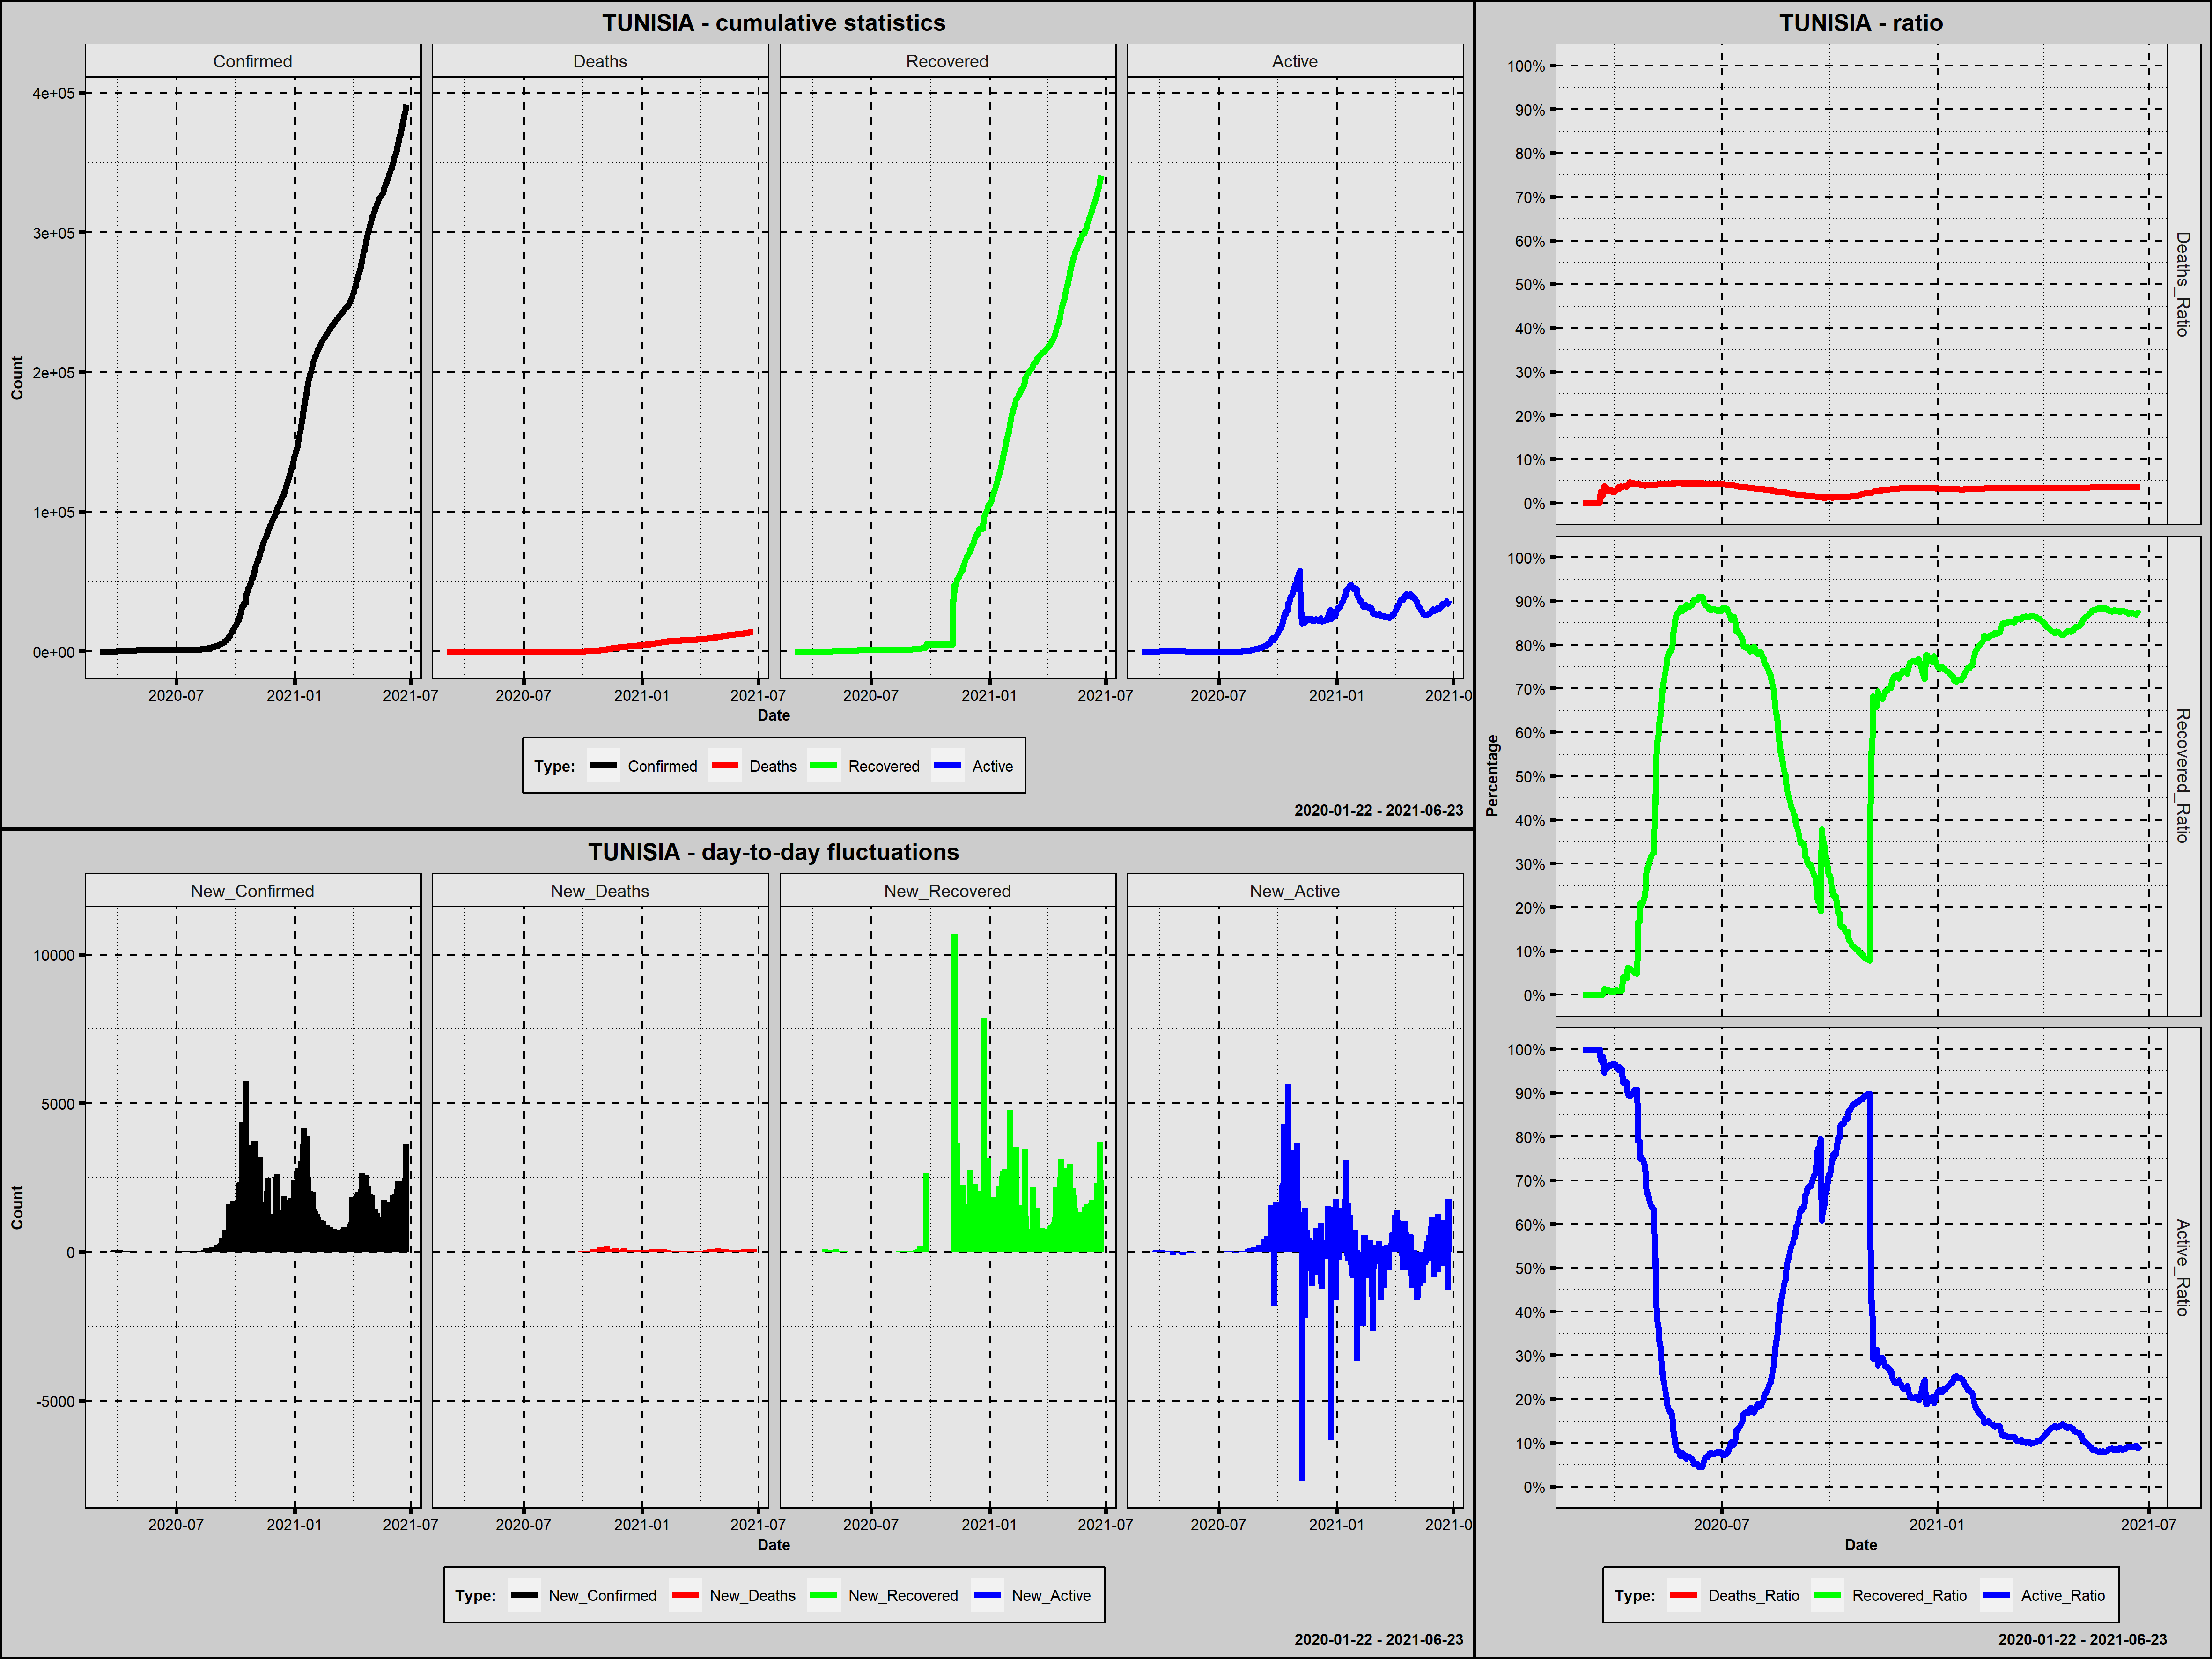 TUNISIA - cumulative statistics
Confirmed Deaths Recovered Active
4e+05
3e+05
2e+05
1e+05
0e+00
Count
2020-07 2021-01 2021-07 2020-07 2021-01 2021-07 2020-07 2021-01 2021-07 2020-07 2021-01 2021-0
Date
Type: Confirmed Deaths Recovered Active
2020-01-22 - 2021-06-23
TUNISIA - day-to-day fluctuations
New_Confirmed New_Deaths New_Recovered New_Active
10000
5000
0
-5000
Count
2020-07 2021-01 2021-07 2020-07 2021-01 2021-07 2020-07 2021-01 2021-07 2020-07 2021-01 2021-0
Date
Type: New_Confirmed New_Deaths New_Recovered New_Active
2020-01-22 - 2021-06-23
TUNISIA - ratio
100%
90%
80%
70%
60%
50%
40%
30%
20%
10%
0%
Deaths_Ratio
100%
90%
80%
70%
60%
50%
40%
30%
20%
10%
0%
Recovered_Ratio
Percentage
100%
90%
80%
70%
60%
50%
40%
30%
20%
10%
0%
Active_Ratio
2020-07 2021-01 2021-07
Date
Type: Deaths_Ratio Recovered_Ratio Active_Ratio
2020-01-22 - 2021-06-23